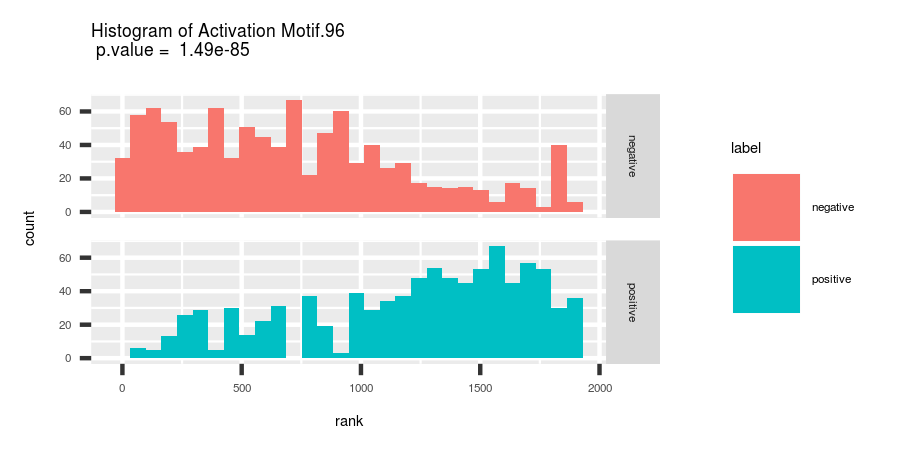 Histogram of Activation Motif.96
p.value = 1.49e-85
count
60
40
20
0
negative
60
40
20
0
positive
0 500 1000 1500 2000
rank
label
negative
positive